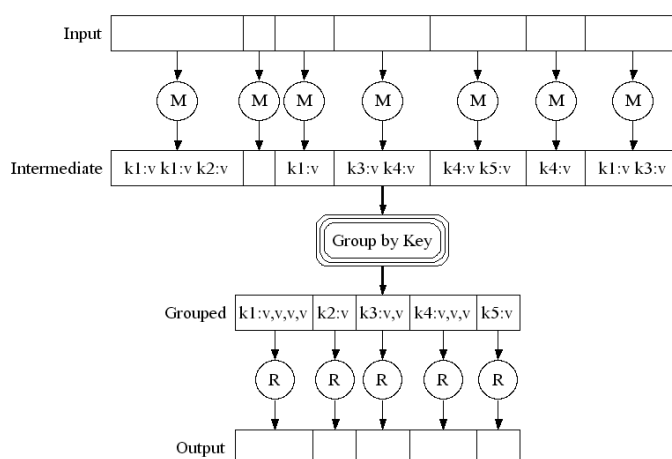 Input
M M M M M M M
Intermediate k1:v k1:v k2:v k1:v k3:v k4:v k4:v k5:v k4:v k1:v k3:v
Group by Key
Grouped k1:v,v,v,v k2:v k3:v,v k4:v,v,v k5:v
R R R R R
Output